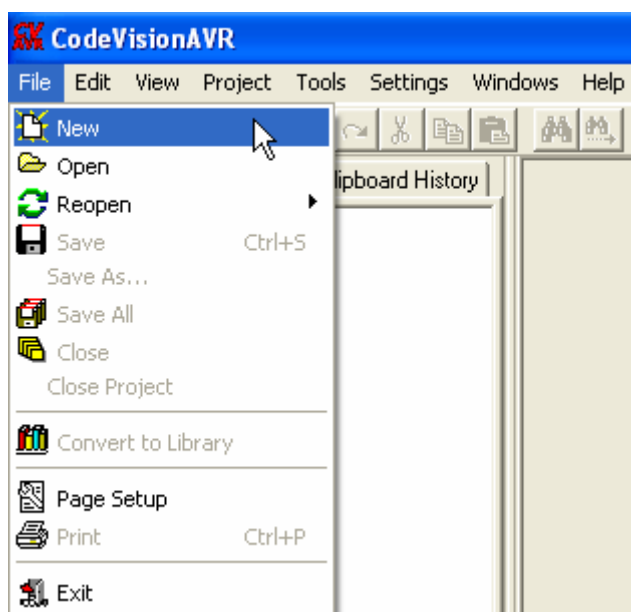 CodeVisionAVR
File Edit View Project Tools Settings Windows Help
New
Open
lipboard History
Reopen
Save Ctrl+S
Save As...
Save All
Close
Close Project
Convert to Library
Page Setup
Print Ctrl+P
Exit